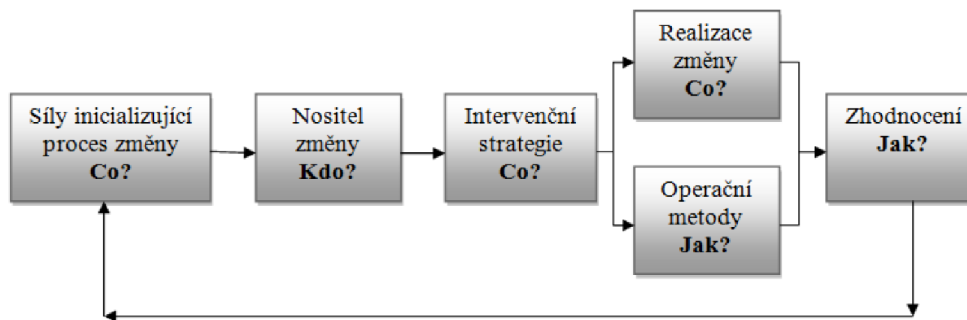 Síly inicializující
proces změny
Co?
Nositel
změny
Kdo?
Intervenční
strategie
Co?
Realizace
změny
Co?
Operační
metody
Jak?
Zhodnocení
Jak?